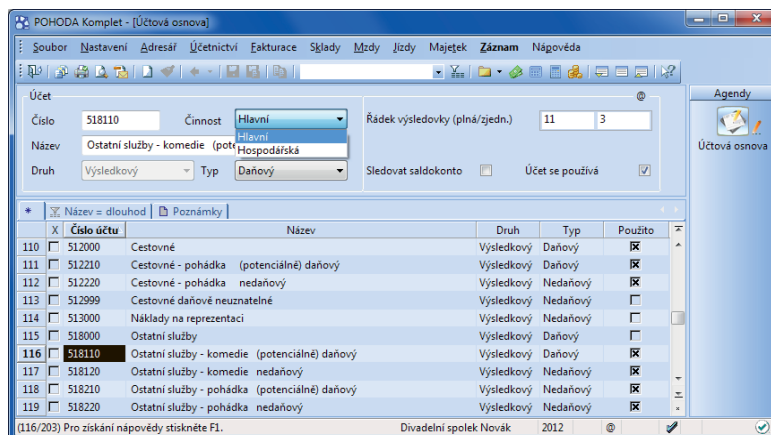 POHODA Komplet - [Účtová osnova]
Soubor Nastavení Adresář Účetnictví Fakturace Sklady Mzdy Jízdy Majetek Záznam Nápověda
Účet @
Číslo 518110 Činnost Hlavní Řádek výsledovky (plná/zjedn.) 11 3
Hlavní
Název Ostatní služby - komedie (pote Hospodářská
Druh Výsledkový Typ Daňový Sledovat saldokonto Účet se používá
Agendy
Účtová osnova
* Název = dlouhod Poznámky
X Číslo účtu Název Druh Typ Použito
110 512000 Cestovné Výsledkový Daňový
111 512210 Cestovné - pohádka (potenciálně) daňový Výsledkový Daňový
112 512220 Cestovné - pohádka nedaňový Výsledkový Nedaňový
113 512999 Cestovné daňově neuznatelné Výsledkový Nedaňový
114 513000 Náklady na reprezentaci Výsledkový Nedaňový
115 518000 Ostatní služby Výsledkový Daňový
116 518110 Ostatní služby - komedie (potenciálně) daňový Výsledkový Daňový
117 518120 Ostatní služby - komedie nedaňový Výsledkový Nedaňový
118 518210 Ostatní služby - pohádka (potenciálně) daňový Výsledkový Daňový
119 518220 Ostatní služby - pohádka nedaňový Výsledkový Nedaňový
(116/203) Pro získání nápovědy stiskněte F1. Divadelní spolek Novák 2012 @